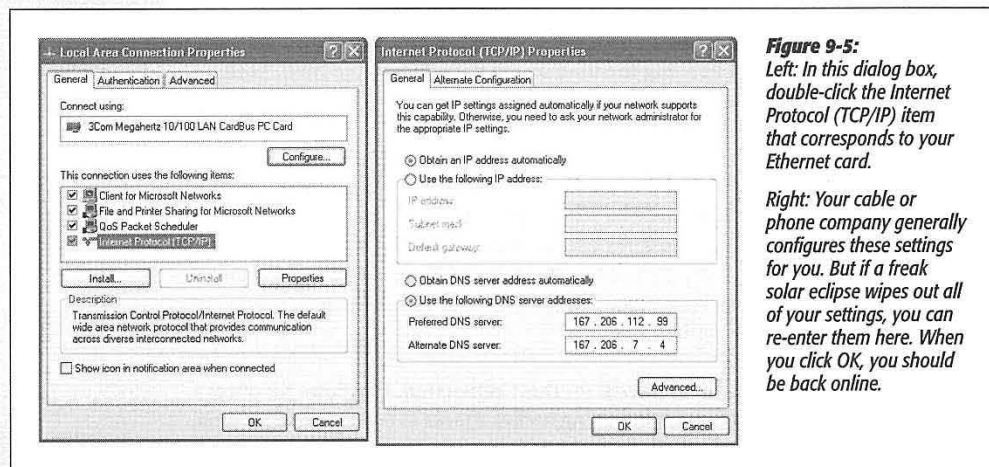 Local Area Connection Properties
General Authentication Advanced
Connect using:
3Com Megahertz 10/100 LAN CardBus PC Card
Configure...
This connection uses the following items:
Client for Microsoft Networks
File and Printer Sharing for Microsoft Networks
QoS Packet Scheduler
Internet Protocol (TCP/IP)
Install... Uninstall Properties
Description
Transmission Control Protocol/Internet Protocol. The default
wide area network protocol that provides communication
across diverse interconnected networks.
Show icon in notification area when connected
OK Cancel
Internet Protocol (TCP/IP) Properties
General Alternate Configuration
You can get IP settings assigned automatically if your network supports
this capability. Otherwise, you need to ask your network administrator for
the appropriate IP settings.
Obtain an IP address automatically
Use the following IP address:
IP address:
Subnet mask:
Default gateway:
Obtain DNS server address automatically
Use the following DNS server addresses:
Preferred DNS server: 167 . 206 . 112 . 99
Alternate DNS server: 167 . 206 . 7 . 4
Advanced...
OK Cancel
Figure 9-5:
Left: In this dialog box,
double-click the Internet
Protocol (TCP/IP) item
that corresponds to your
Ethernet card.
Right: Your cable or
phone company generally
configures these settings
for you. But if a freak
solar eclipse wipes out all
of your settings, you can
re-enter them here. When
you click OK, you should
be back online.